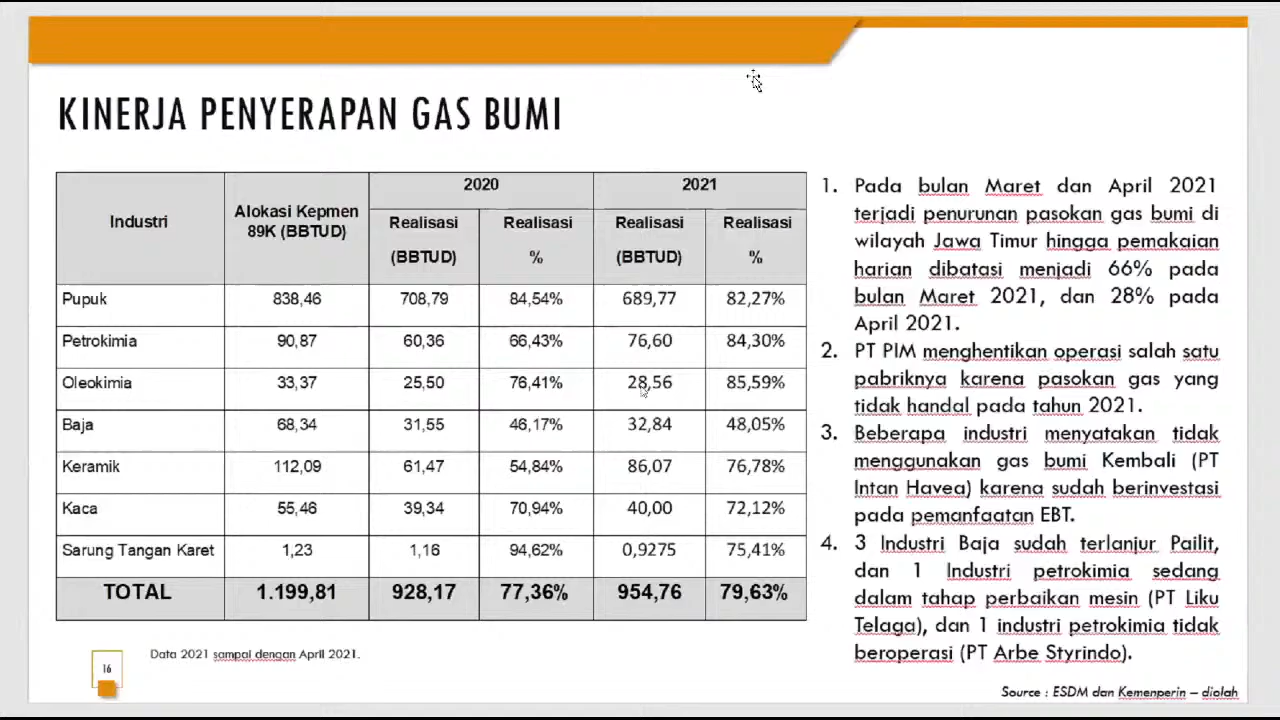 KINERJA PENYERAPAN GAS BUMI
Industri
Alokasi Kepmen
89K (BBTUD)
2020
2021
Realisasi
(BBTUD)
Realisasi
%
Realisasi
(BBTUD)
Realisasi
%
Pupuk 838,46 708,79 84,54% 689,77 82,27%
Petrokimia 90,87 60,36 66,43% 76,60 84,30%
Oleokimia 33,37 25,50 76,41% 28,56 85,59%
Baja 68,34 31,55 46,17% 32,84 48,05%
Keramik 112,09 61,47 54,84% 86,07 76,78%
Kaca 55,46 39,34 70,94% 40,00 72,12%
Sarung Tangan Karet 1,23 1,16 94,62% 0,9275 75,41%
TOTAL 1.199,81 928,17 77,36% 954,76 79,63%
Data 2021 sampai dengan April 2021.
16
1. Pada bulan Maret dan April 2021
terjadi penurunan pasokan gas bumi di
wilayah Jawa Timur hingga pemakaian
harian dibatasi menjadi 66% pada
bulan Maret 2021, dan 28% pada
April 2021.
2. PT PIM menghentikan operasi salah satu
pabriknya karena pasokan gas yang
tidak handal pada tahun 2021.
3. Beberapa industri menyatakan tidak
menggunakan gas bumi Kembali (PT
Intan Havea) karena sudah berinvestasi
pada pemanfaatan EBT.
4. 3 Industri Baja sudah terlanjur Pailit,
dan 1 Industri petrokimia sedang
dalam tahap perbaikan mesin (PT Liku
Telaga), dan 1 industri petrokimia tidak
beroperasi (PT Arbe Styrindo).
Source : ESDM dan Kemenperin – diolah